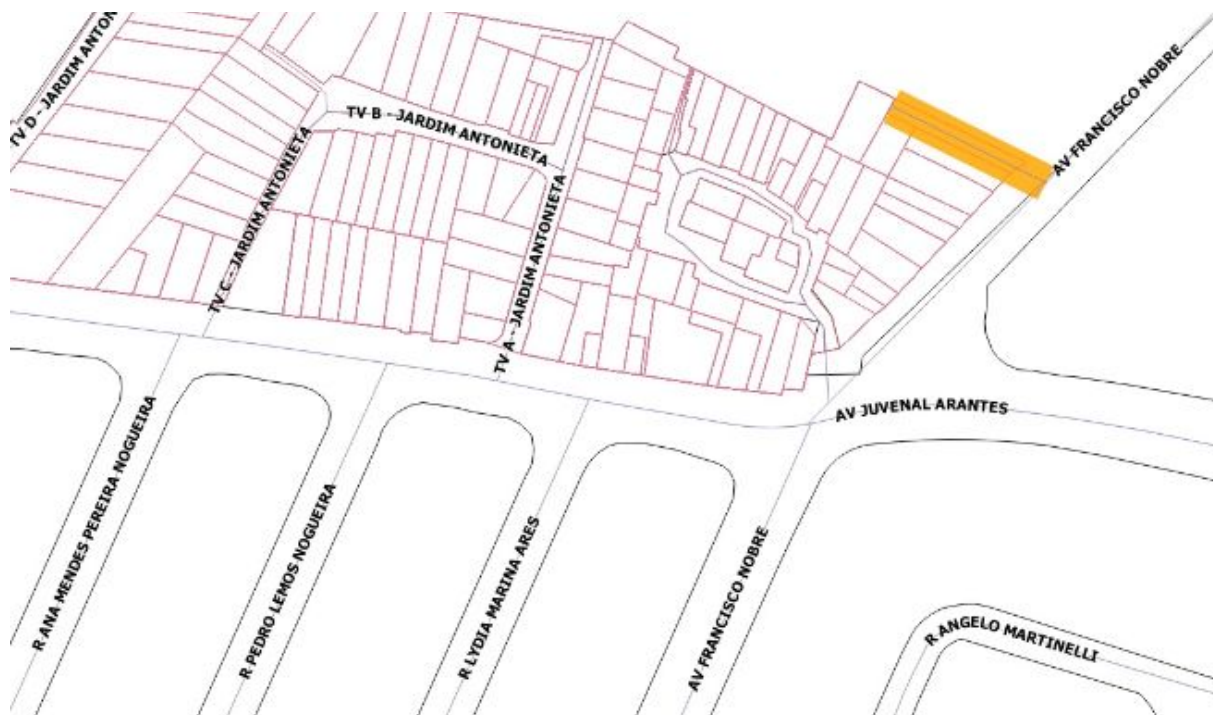 TV D - JARDIM ANTON
TV B - JARDIM ANTONIETA
AV FRANCISCO NOBRE
TV C - JARDIM ANTONIETA
TV A - JARDIM ANTONIETA
AV JUVENAL ARANTES
R ANA MENDES PEREIRA NOGUEIRA
R PEDRO LEMOS NOGUEIRA
R LYDIA MARINA ARES
AV FRANCISCO NOBRE
R ANGELO MARTINELLI